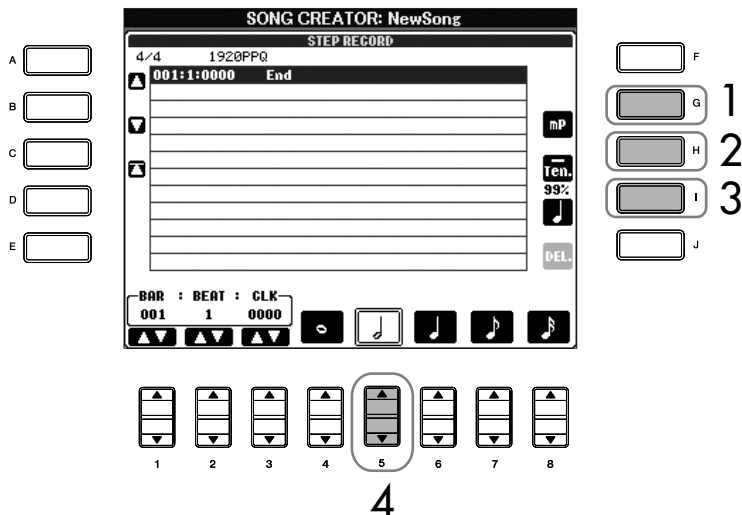 SONG CREATOR: NewSong
STEP RECORD
4/4 1920PPQ
001:1:0000 End
A
B
C
D
E
F
G 1
H 2
I 3
J
mP
Ten.
99%
DEL.
BAR : BEAT : CLK
001 1 0000
1 2 3 4 5 6 7 8
4